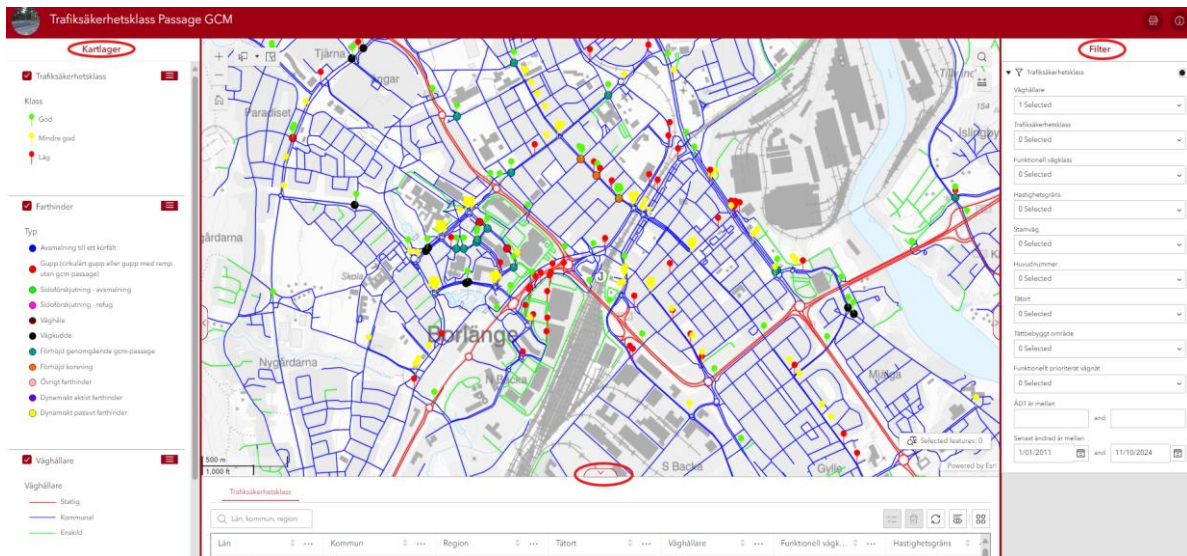 Trafiksäkerhetsklass Passage GCM
Kartlager
Trafiksäkerhetsklass
Klass
God
Mindre god
Låg
Farthinder
Typ
Avsmalning till ett körfält
Gupp (cirkulärt gupp eller gupp med ramp
utan gcm-passage)
Sidoförskjutning - avsmalning
Sidoförskjutning - refug
Väghåla
Vägkudde
Förhöjd genomgående gcm-passage
Förhöjd korsning
Övrigt farthinder
Dynamiskt aktivt farthinder
Dynamiskt passivt farthinder
Väghållare
Väghållare
Statlig
Kommunal
Enskild
Tjärna
ängar
Paradiset
Skola
Borlänge
Nygårdarna
N Backa
S Backa
Mjälga
Gylle
Islingby
154
500 m
1,000 ft
Selected features: 0
Powered by Esri
Trafiksäkerhetsklass
Län, kommun, region
Län
Kommun
Region
Tätort
Väghållare
Funktionell vägk...
Hastighetsgräns
Filter
Trafiksäkerhetsklass
Väghållare
1 Selected
Trafiksäkerhetsklass
0 Selected
Funktionell vägklass
0 Selected
Hastighetsgräns
0 Selected
Stamväg
0 Selected
Huvudnummer
0 Selected
Tätort
0 Selected
Tättbebyggt område
0 Selected
Funktionellt prioriterat vägnät
0 Selected
ÅDT är mellan
and
Senast ändrad är mellan
1/01/2011
and
11/10/2024